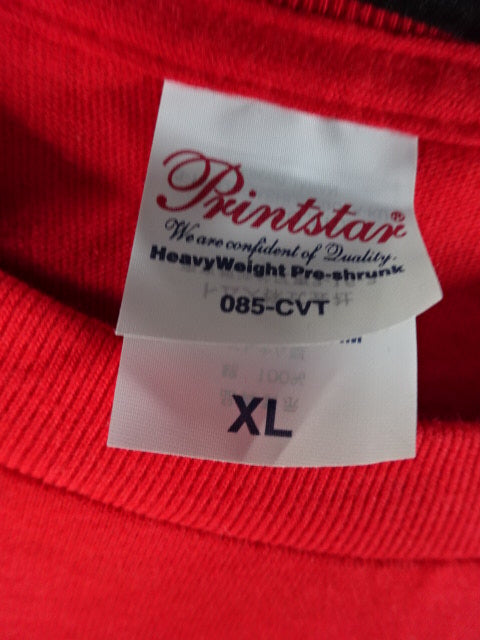 Printstar®
We are confident of Quality.
HeavyWeight Pre-shrunk
085-CVT
XL